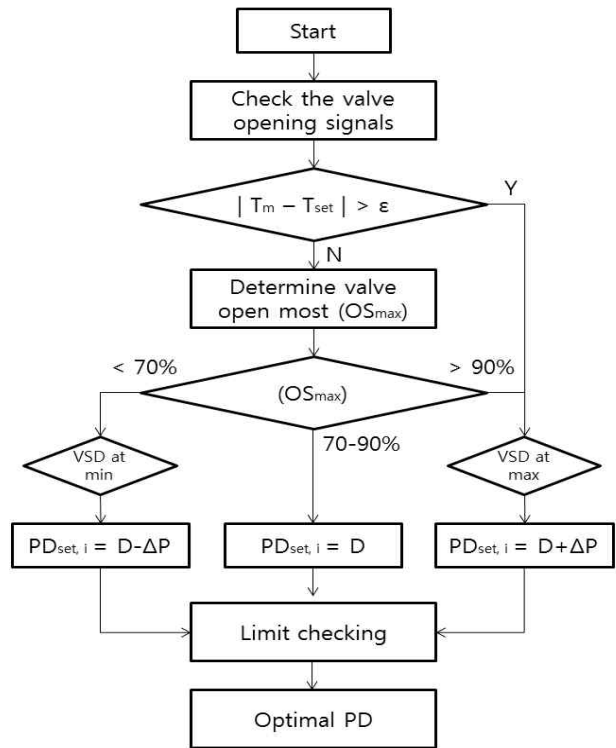 Start
Check the valve
opening signals
| Tm − Tset | > ε
Y
N
Determine valve
open most (OSmax)
< 70%
> 90%
(OSmax)
70-90%
VSD at
min
VSD at
max
PDset, i = D-ΔP
PDset, i = D
PDset, i = D+ΔP
Limit checking
Optimal PD